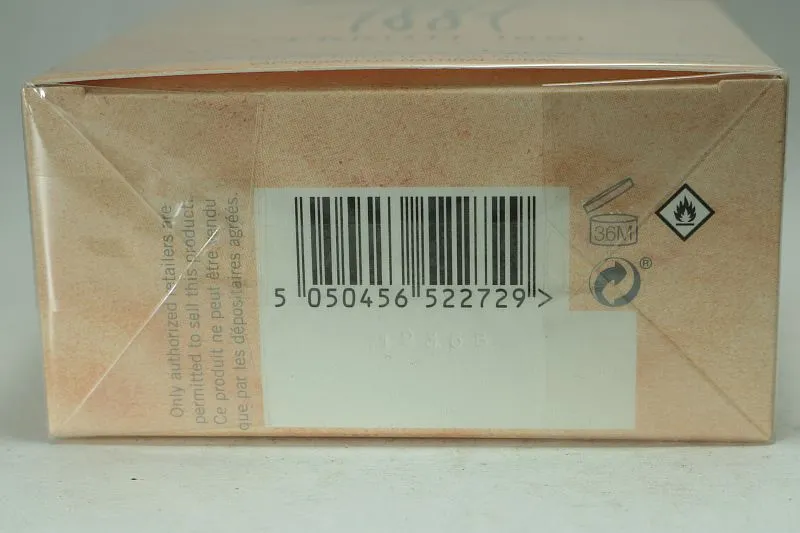 Only authorized retailers are
permitted to sell this product.
Ce produit ne peut être vendu
que par les dépositaires agréés.
5 050456 522729 >
36M
®